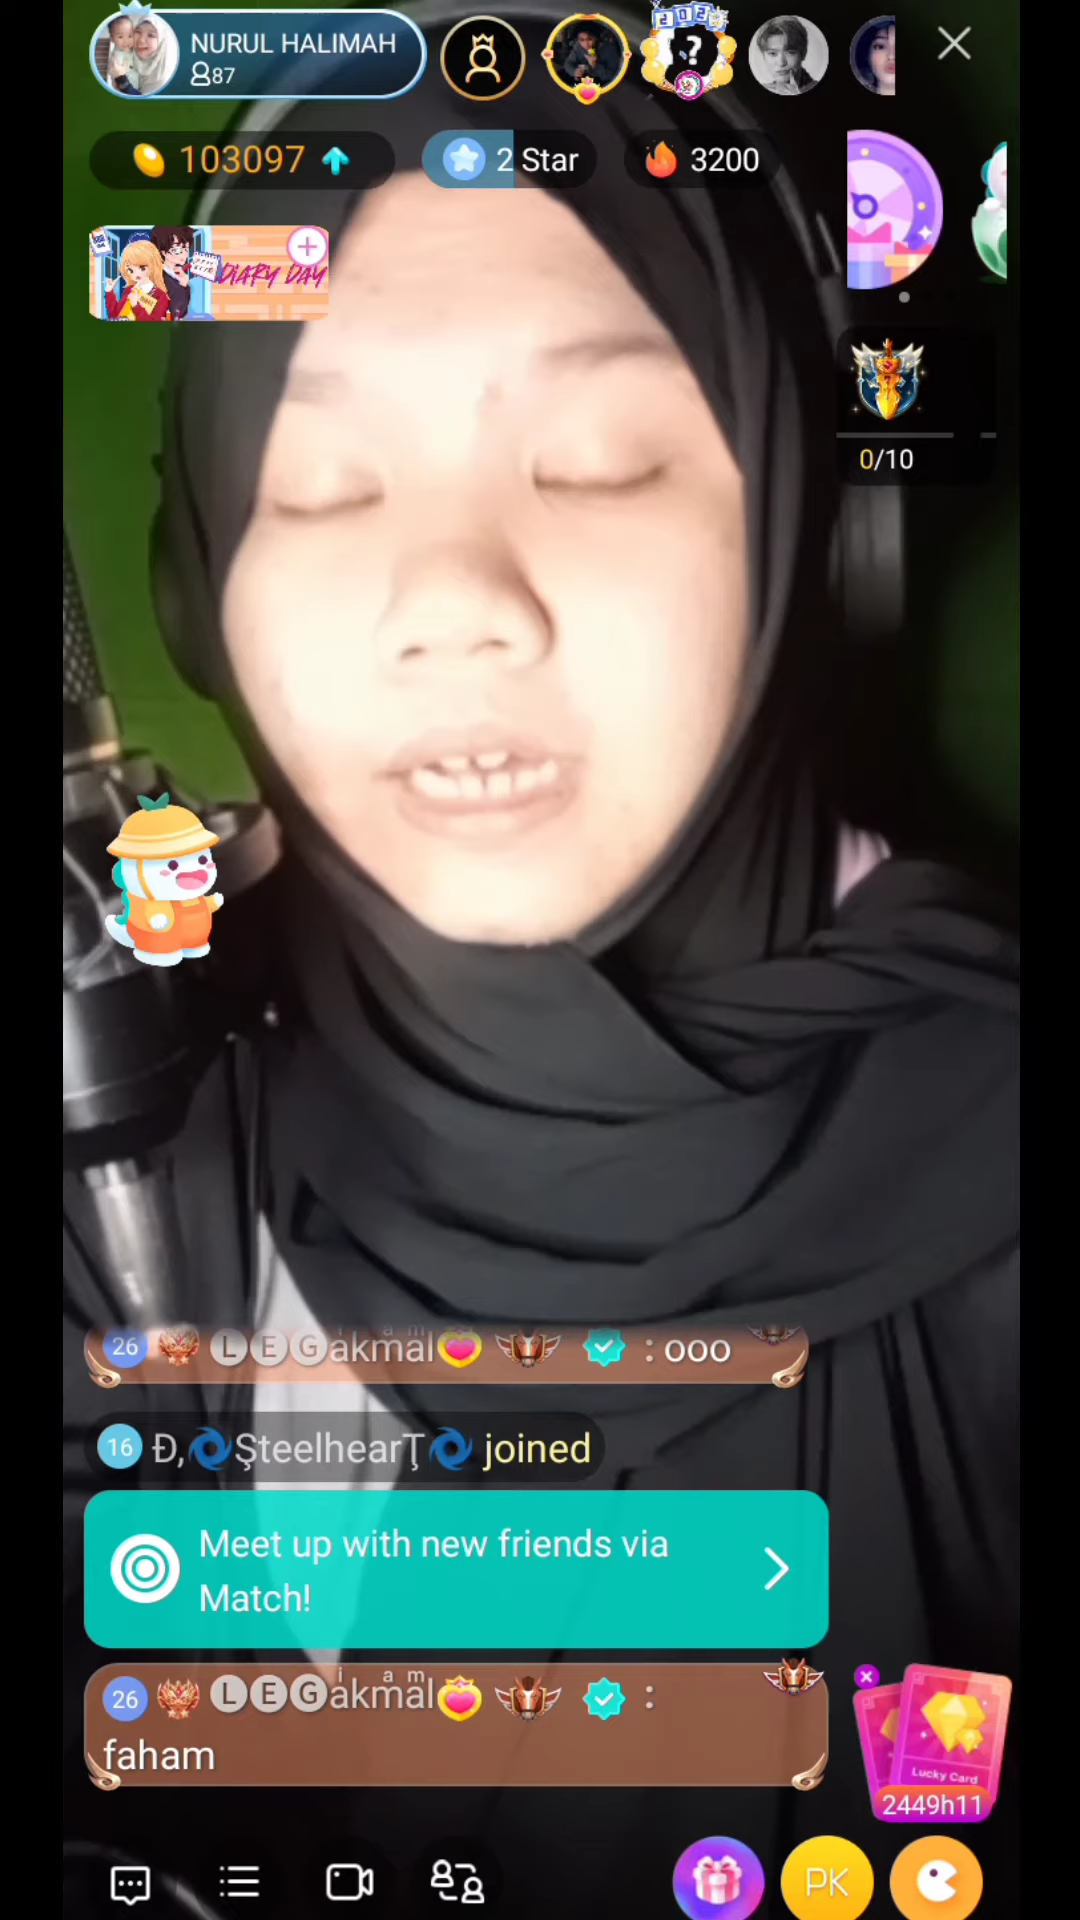 NURUL HALIMAH
87
202
?
103097
2 Star
3200
DIARY DAY
0/10
26 ⓁⒺⒼakmal : ooo
16 Đ, ŞteelhearŢ joined
Meet up with new friends via
Match!
26 ⓁⒺⒼakmal :
faham
Lucky Card
2449h11
PK